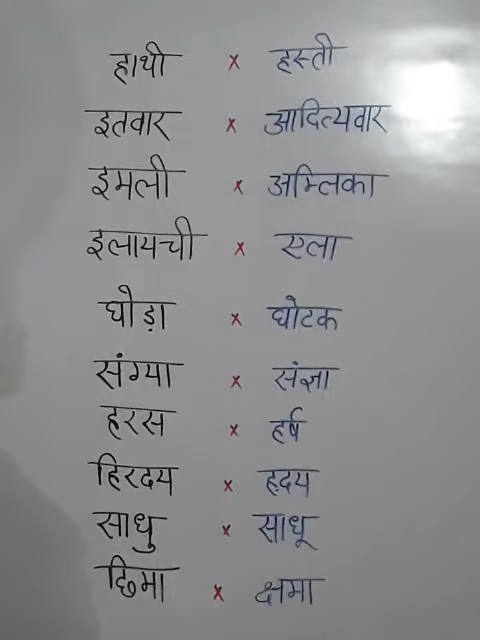 हाथी × हस्ती
इतवार × आदित्यवार
इमली × अम्लिका
इलायची × एला
घोड़ा × घोटक
संग्या × संज्ञा
हरस × हर्ष
हिरदय × हृदय
साधु × साधू
छिमा × क्षमा